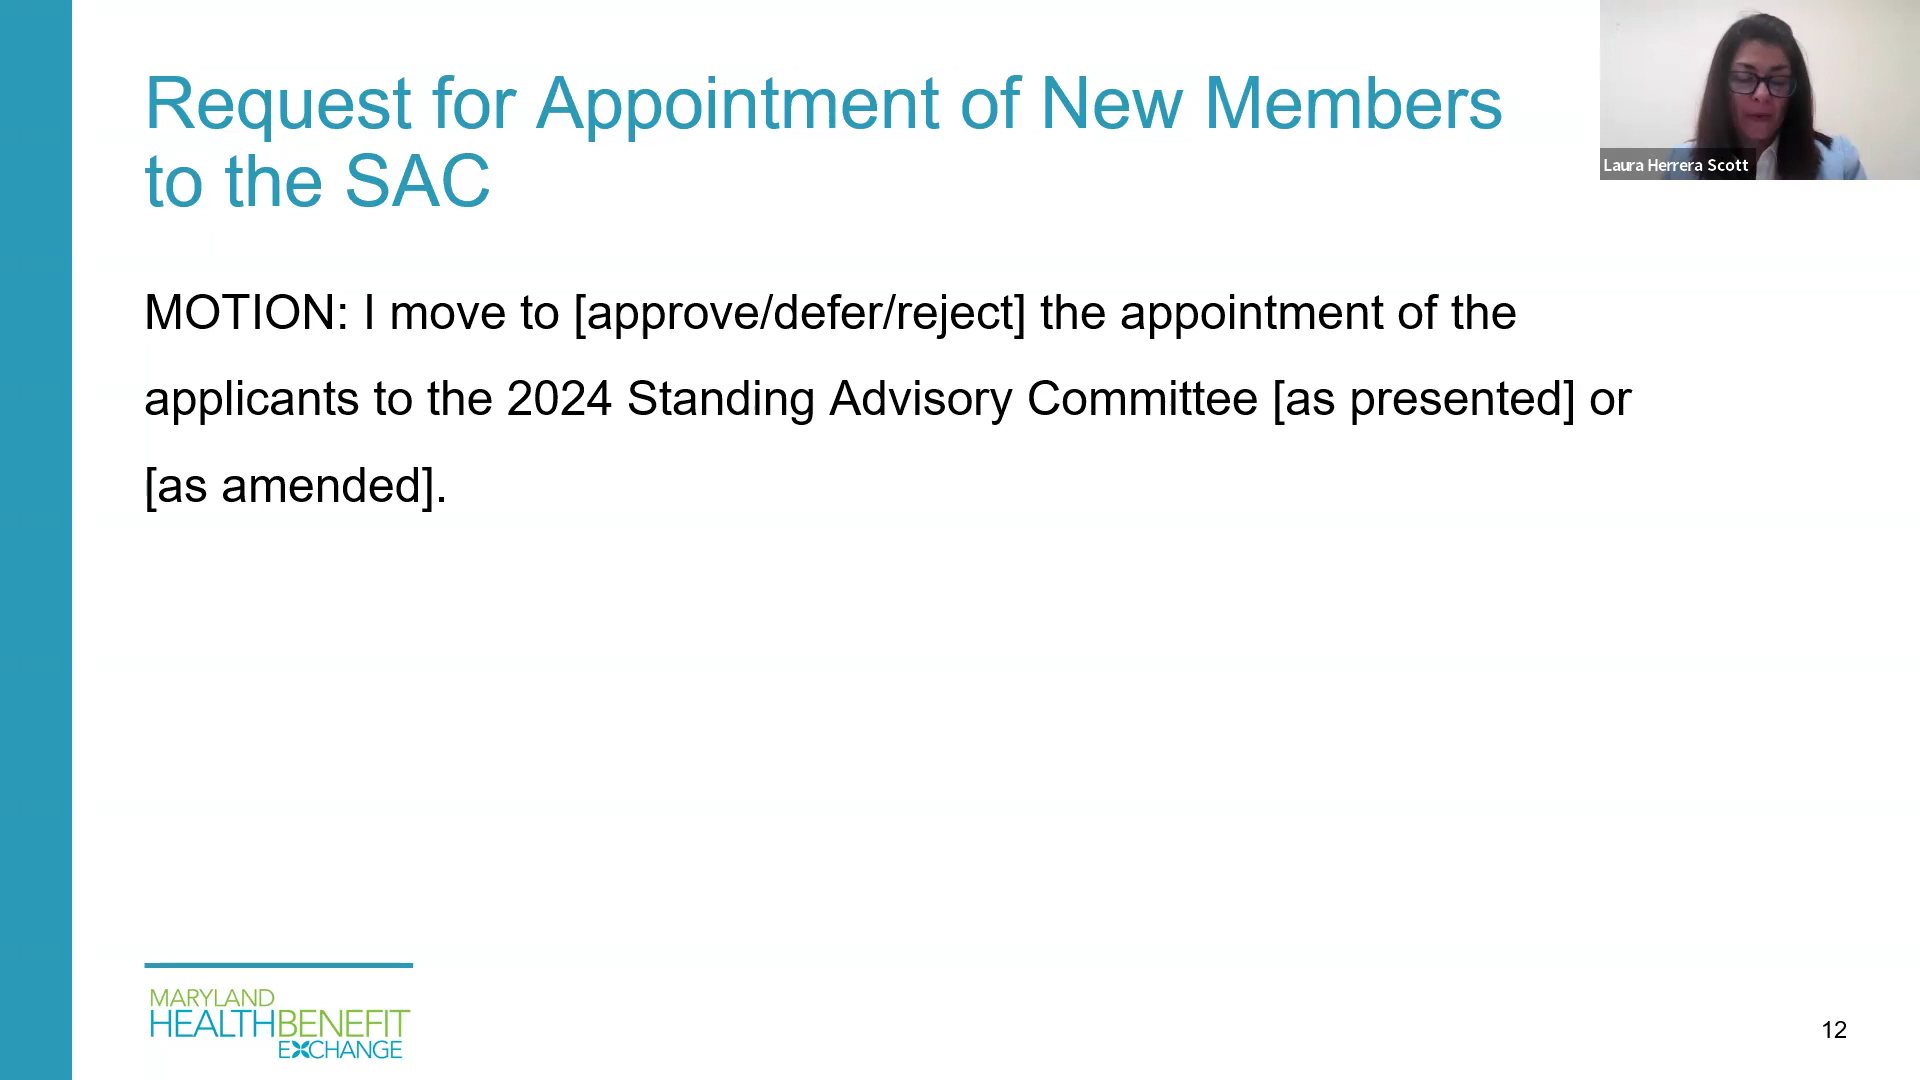 Request for Appointment of New Members
to the SAC
Laura Herrera Scott
MOTION: I move to [approve/defer/reject] the appointment of the
applicants to the 2024 Standing Advisory Committee [as presented] or
[as amended].
MARYLAND
HEALTHBENEFIT
EXCHANGE
12